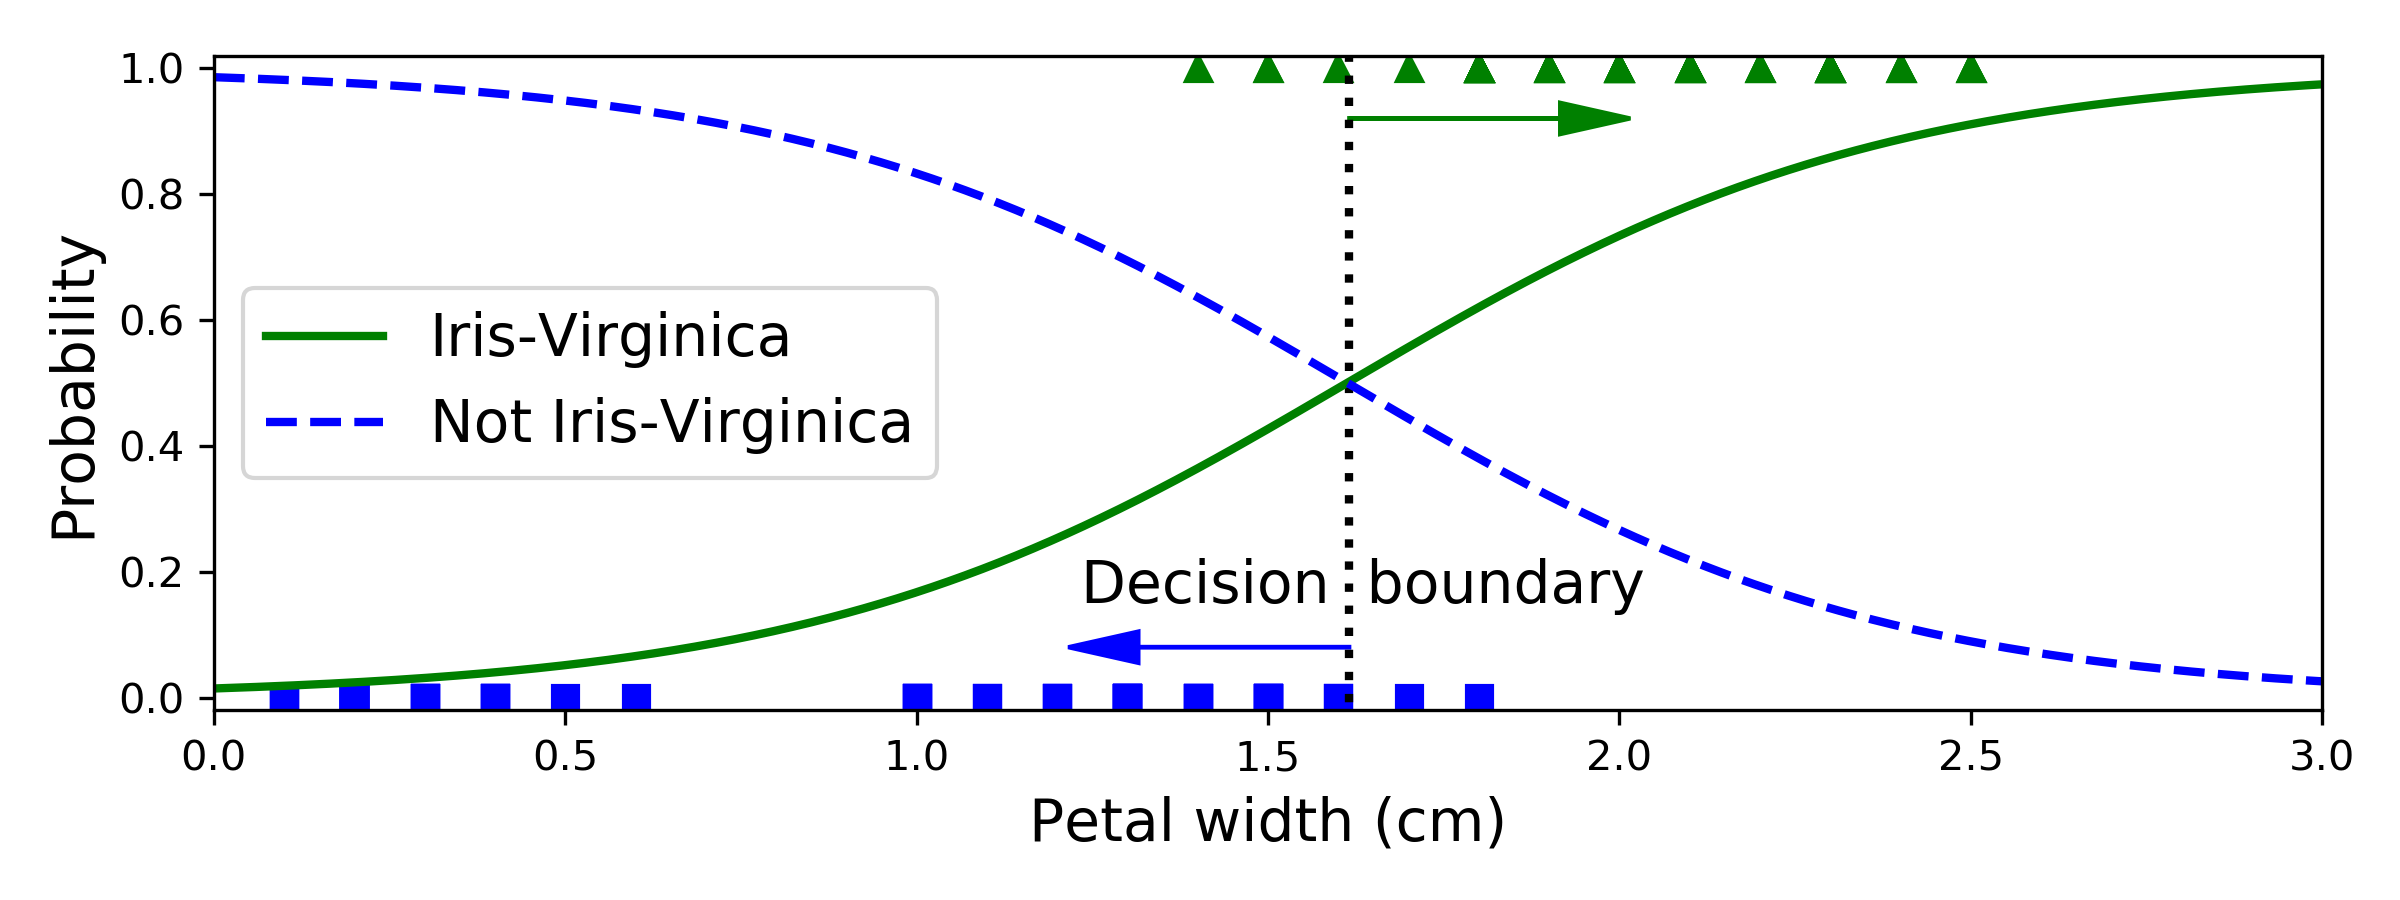 Probability
1.0
0.8
0.6
0.4
0.2
0.0
Iris-Virginica
Not Iris-Virginica
Decision boundary
0.0 0.5 1.0 1.5 2.0 2.5 3.0
Petal width (cm)